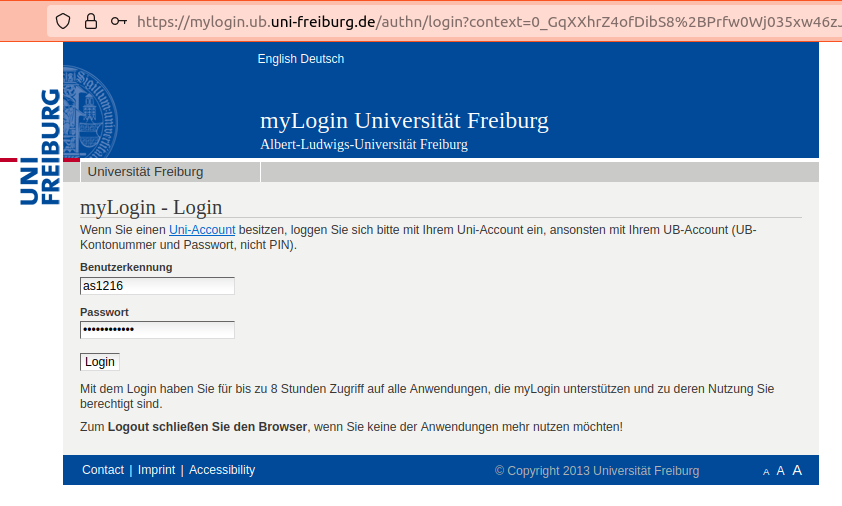 https://mylogin.ub.uni-freiburg.de/authn/login?context=0_GqXXhrZ4ofDibS8%2BPrfw0Wj035xw46z
English Deutsch
UNI
FREIBURG
myLogin Universität Freiburg
Albert-Ludwigs-Universität Freiburg
Universität Freiburg
myLogin - Login
Wenn Sie einen Uni-Account besitzen, loggen Sie sich bitte mit Ihrem Uni-Account ein, ansonsten mit Ihrem UB-Account (UB-
Kontonummer und Passwort, nicht PIN).
Benutzerkennung
as1216
Passwort
••••••••••••
Login
Mit dem Login haben Sie für bis zu 8 Stunden Zugriff auf alle Anwendungen, die myLogin unterstützen und zu deren Nutzung Sie
berechtigt sind.
Zum Logout schließen Sie den Browser, wenn Sie keine der Anwendungen mehr nutzen möchten!
Contact | Imprint | Accessibility © Copyright 2013 Universität Freiburg A A A